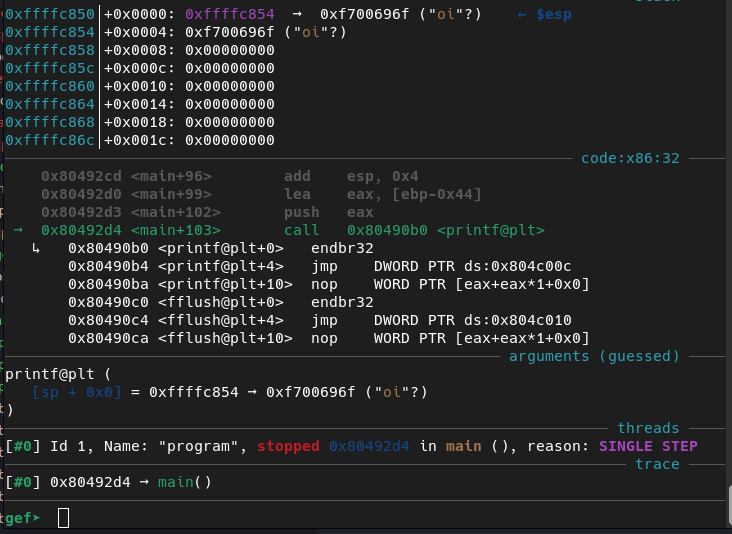 0xffffc850│+0x0000: 0xffffc854  →  0xf700696f ("oi"?)    ← $esp
0xffffc854│+0x0004: 0xf700696f ("oi"?)
0xffffc858│+0x0008: 0x00000000
0xffffc85c│+0x000c: 0x00000000
0xffffc860│+0x0010: 0x00000000
0xffffc864│+0x0014: 0x00000000
0xffffc868│+0x0018: 0x00000000
0xffffc86c│+0x001c: 0x00000000
code:x86:32
0x80492cd <main+96>        add    esp, 0x4
0x80492d0 <main+99>        lea    eax, [ebp-0x44]
0x80492d3 <main+102>       push   eax
→  0x80492d4 <main+103>       call   0x80490b0 <printf@plt>
↳   0x80490b0 <printf@plt+0>   endbr32
0x80490b4 <printf@plt+4>   jmp    DWORD PTR ds:0x804c00c
0x80490ba <printf@plt+10>  nop    WORD PTR [eax+eax*1+0x0]
0x80490c0 <fflush@plt+0>   endbr32
0x80490c4 <fflush@plt+4>   jmp    DWORD PTR ds:0x804c010
0x80490ca <fflush@plt+10>  nop    WORD PTR [eax+eax*1+0x0]
arguments (guessed)
printf@plt (
[sp + 0x0] = 0xffffc854 → 0xf700696f ("oi"?)
)
threads
[#0] Id 1, Name: "program", stopped 0x80492d4 in main (), reason: SINGLE STEP
trace
[#0] 0x80492d4 → main()
gef➤